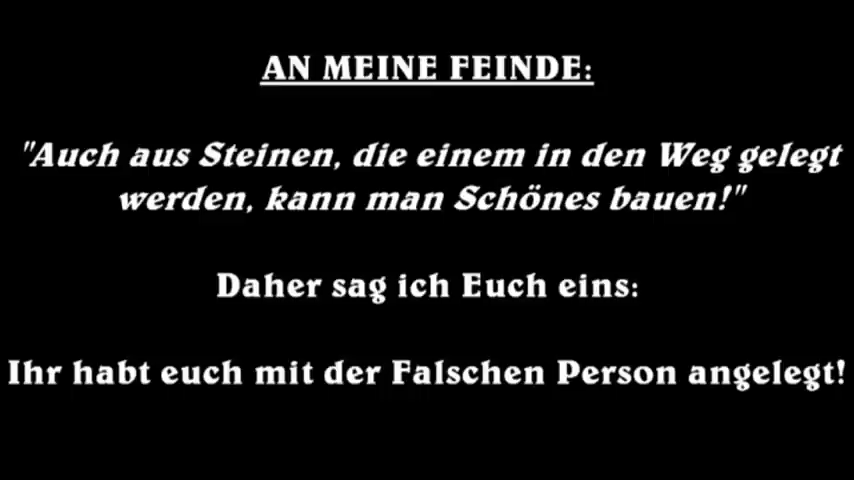 AN MEINE FEINDE:
"Auch aus Steinen, die einem in den Weg gelegt
werden, kann man Schönes bauen!"
Daher sag ich Euch eins:
Ihr habt euch mit der Falschen Person angelegt!